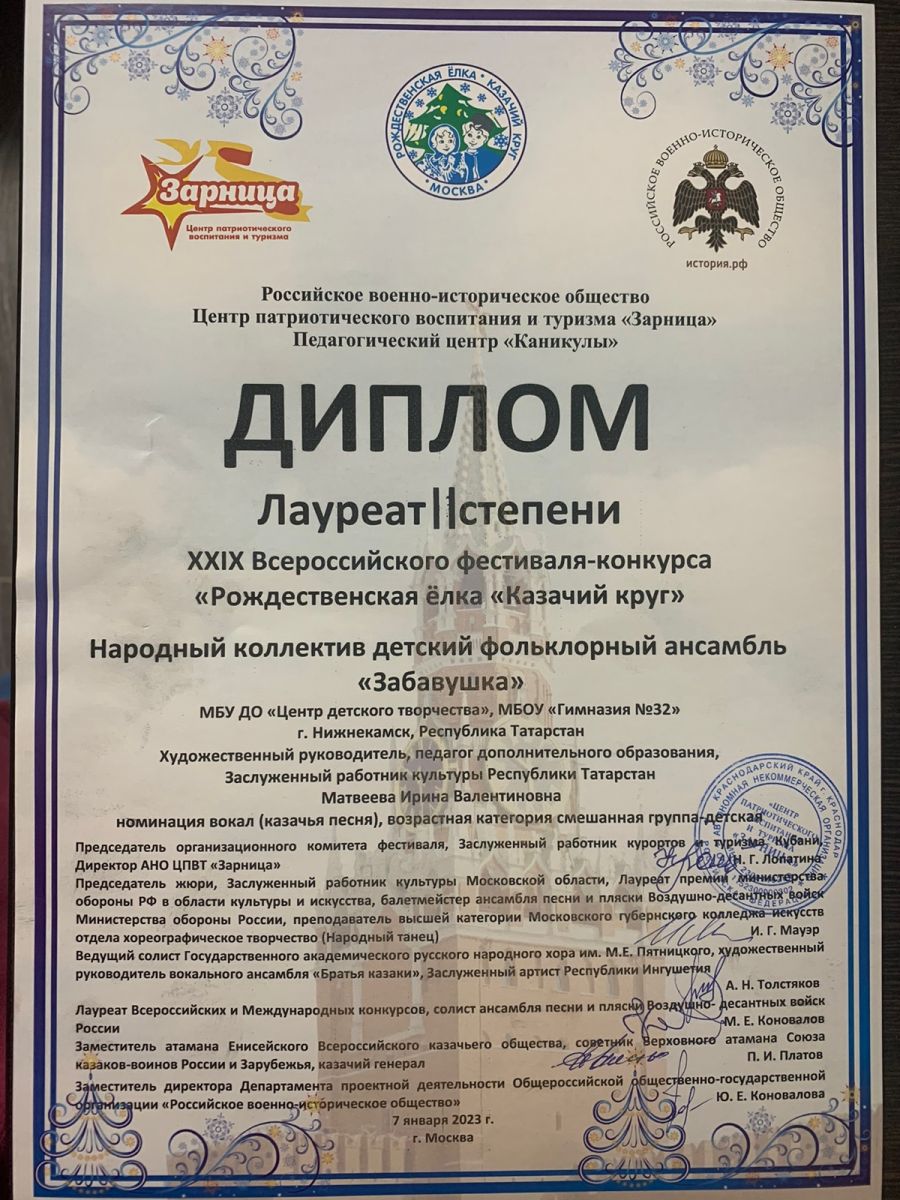 РОЖДЕСТВЕНСКАЯ ЁЛКА • КАЗАЧИЙ КРУГ
• МОСКВА •
Зарница
Центр патриотического
воспитания и туризма
РОССИЙСКОЕ ВОЕННО-ИСТОРИЧЕСКОЕ ОБЩЕСТВО
история.рф
Российское военно-историческое общество
Центр патриотического воспитания и туризма «Зарница»
Педагогический центр «Каникулы»
ДИПЛОМ
Лауреат||степени
XXIX Всероссийского фестиваля-конкурса
«Рождественская ёлка «Казачий круг»
Народный коллектив детский фольклорный ансамбль
«Забавушка»
МБУ ДО «Центр детского творчества», МБОУ «Гимназия №32»
г. Нижнекамск, Республика Татарстан
Художественный руководитель, педагог дополнительного образования,
Заслуженный работник культуры Республики Татарстан
Матвеева Ирина Валентиновна
номинация вокал (казачья песня), возрастная категория смешанная группа-детская
Председатель организационного комитета фестиваля, Заслуженный работник курортов и туризма Кубани,
Директор АНО ЦПВТ «Зарница»
Н. Г. Лопатина
Председатель жюри, Заслуженный работник культуры Московской области, Лауреат премии министерства
обороны РФ в области культуры и искусства, балетмейстер ансамбля песни и пляски Воздушно-десантных войск
Министерства обороны России, преподаватель высшей категории Московского губернского колледжа искусств
отдела хореографическое творчество (Народный танец)
И. Г. Мауэр
Ведущий солист Государственного академического русского народного хора им. М.Е. Пятницкого, художественный
руководитель вокального ансамбля «Братья казаки», Заслуженный артист Республики Ингушетия
А. Н. Толстяков
Лауреат Всероссийских и Международных конкурсов, солист ансамбля песни и пляски Воздушно- десантных войск
России
М. Е. Коновалов
Заместитель атамана Енисейского Всероссийского казачьего общества, советник Верховного атамана Союза
казаков-воинов России и Зарубежья, казачий генерал
П. И. Платов
Заместитель директора Департамента проектной деятельности Общероссийской общественно-государственной
организации «Российское военно-историческое общество»
Ю. Е. Коновалова
7 января 2023 г.
г. Москва
КРАСНОДАРСКИЙ КРАЙ г. КРАСНОДАР
АВТОНОМНАЯ НЕКОММЕРЧЕСКАЯ
«ЦЕНТР
ПАТРИОТИЧЕСКОГО
ВОСПИТАНИЯ
И ТУРИЗМА